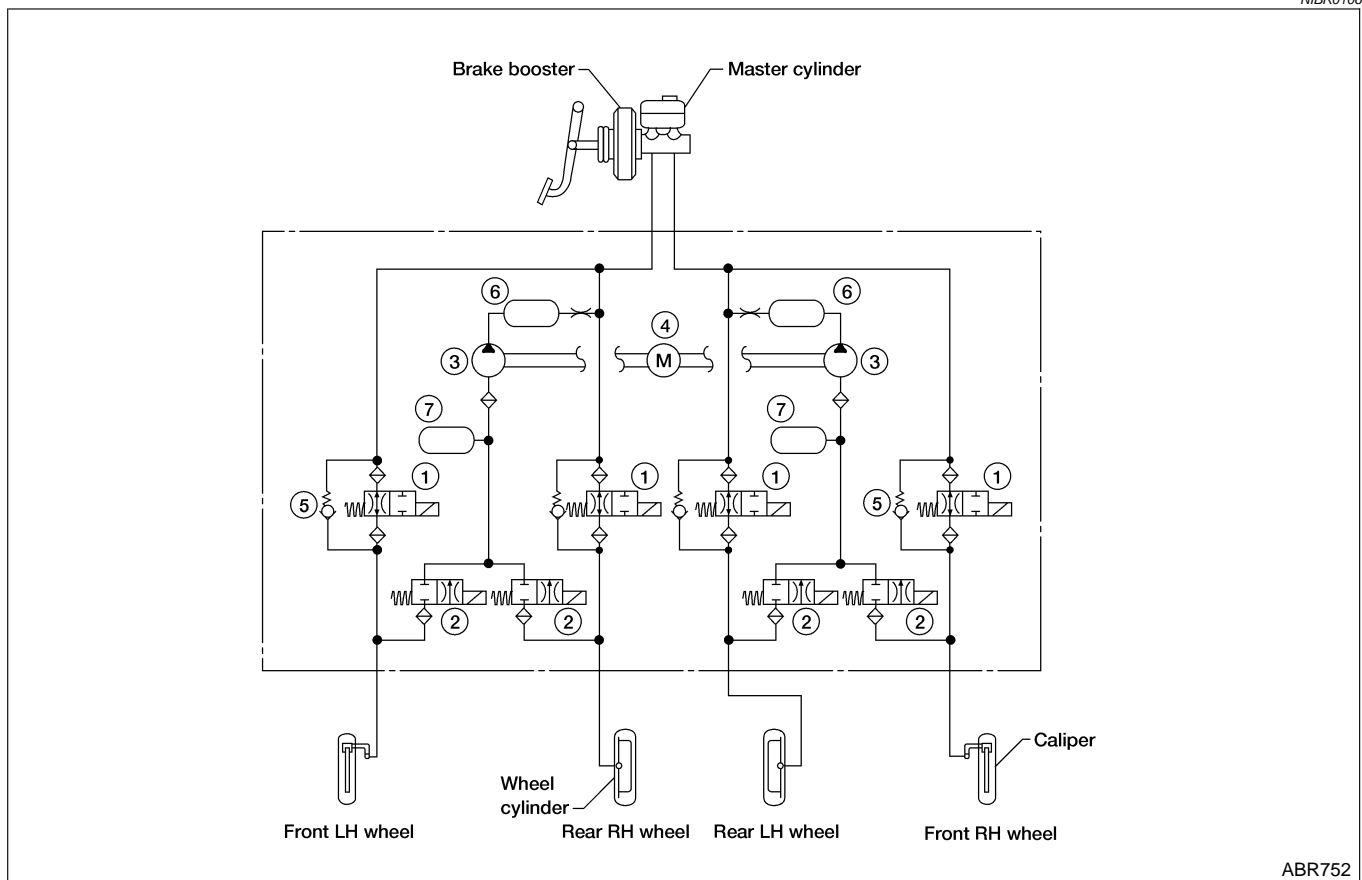 NIBR0108
Brake booster
Master cylinder
6
6
4
M
3
3
7
7
1
1
1
1
5
5
2
2
2
2
Caliper
Wheel
cylinder
Front LH wheel
Rear RH wheel
Rear LH wheel
Front RH wheel
ABR752